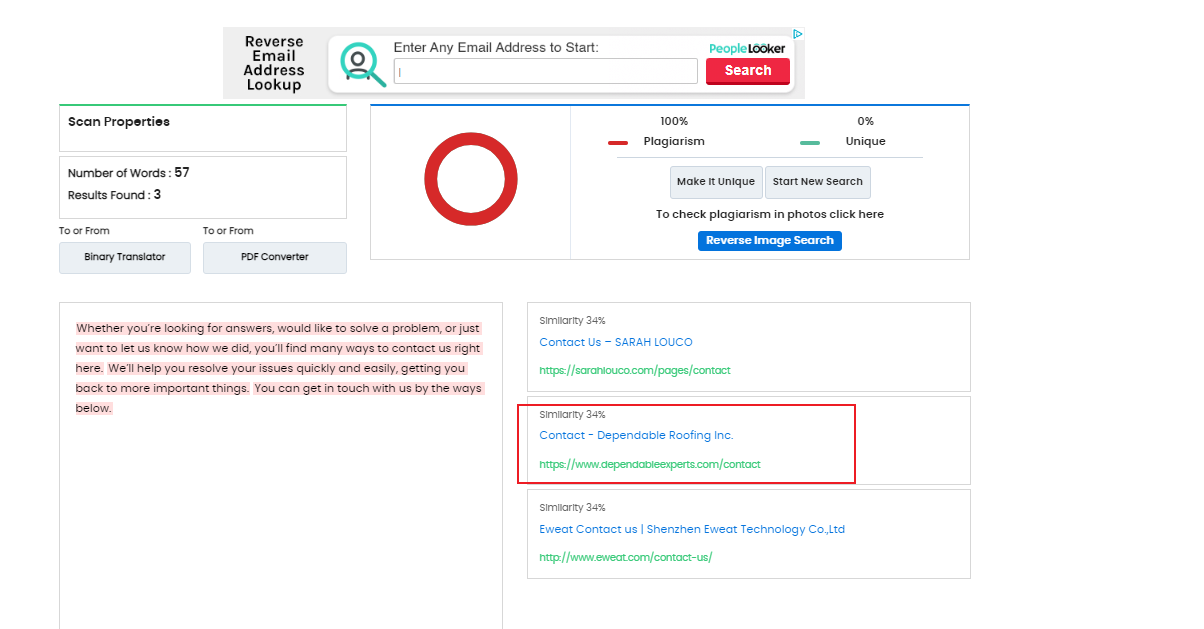 Reverse
Email
Address
Lookup
Enter Any Email Address to Start:
PeopleLooker
Search
Scan Properties
Number of Words : 57
Results Found : 3
To or From
To or From
Binary Translator
PDF Converter
100%
Plagiarism
0%
Unique
Make It Unique
Start New Search
To check plagiarism in photos click here
Reverse Image Search
Whether you're looking for answers, would like to solve a problem, or just
want to let us know how we did, you'll find many ways to contact us right
here. We'll help you resolve your issues quickly and easily, getting you
back to more important things. You can get in touch with us by the ways
below.
Similarity 34%
Contact Us – SARAH LOUCO
https://sarahlouco.com/pages/contact
Similarity 34%
Contact - Dependable Roofing Inc.
https://www.dependableexperts.com/contact
Similarity 34%
Eweat Contact us | Shenzhen Eweat Technology Co.,Ltd
http://www.eweat.com/contact-us/